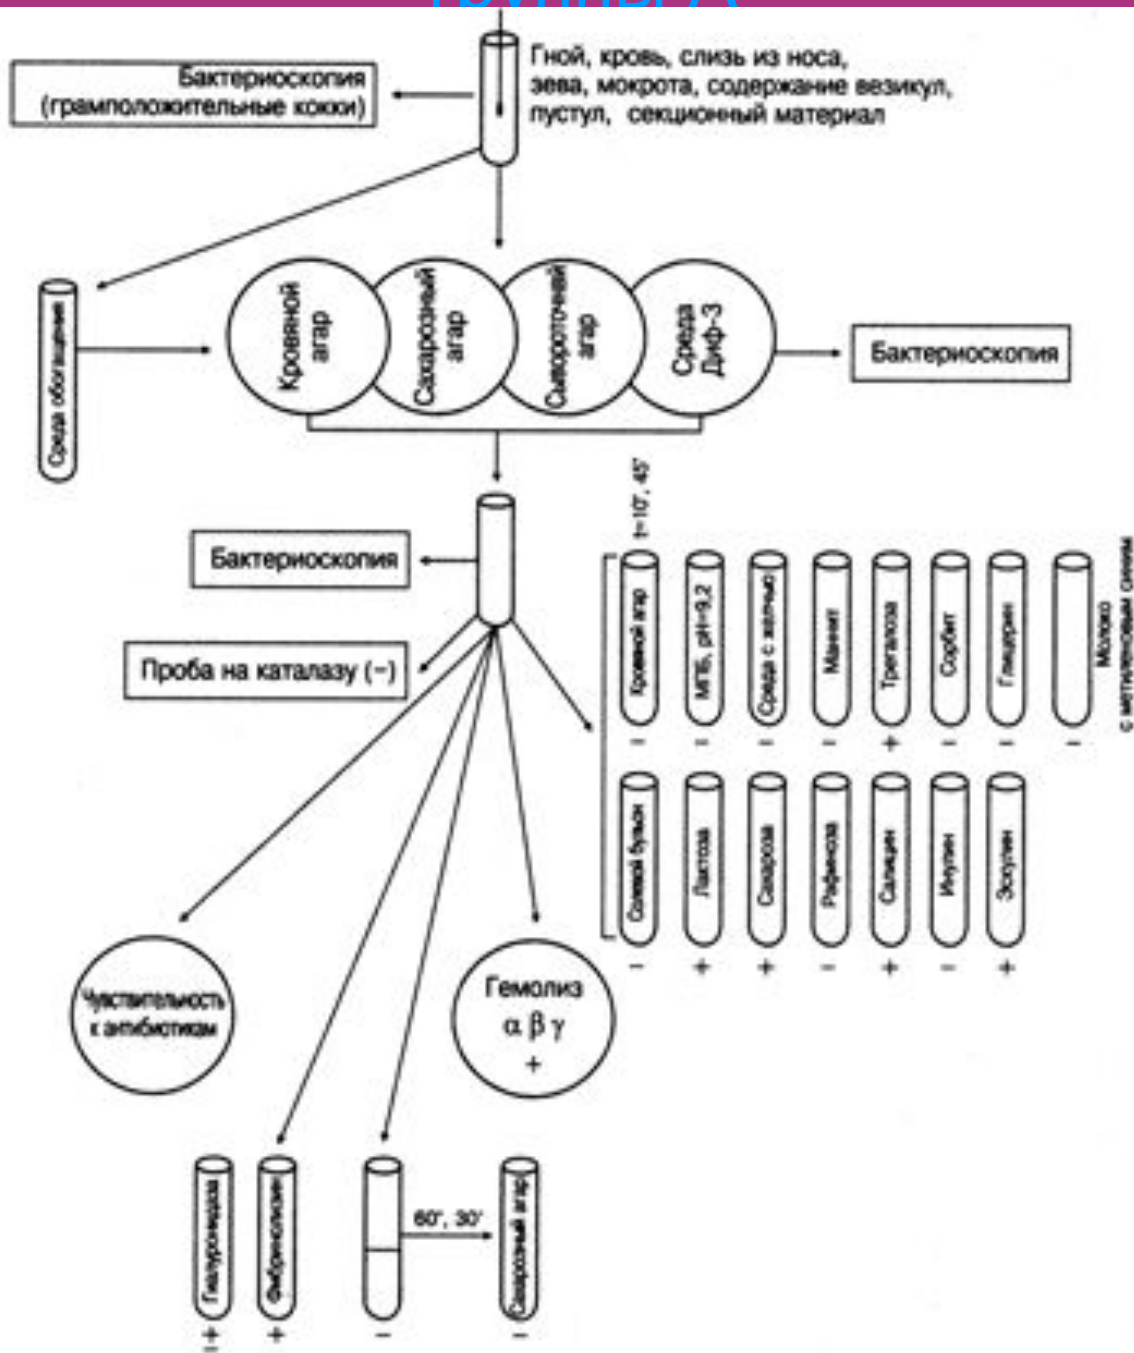 Гной, кровь, слизь из носа,
зева, мокрота, содержание везикул,
пустул, секционный материал
Бактериоскопия
(грамположительные кокки)
Среда обогащения
Кровяной
агар
Сахарозный
агар
Сывороточный
агар
Среда
Диф-3
Бактериоскопия
Бактериоскопия
Проба на каталазу (−)
t=10°, 45°
Кровяной агар
−
МПБ, pH=9,2
−
Среда с желчью
−
Маннит
−
Трегалоза
+
Сорбит
−
Глицерин
−
Молоко
с метиленовым синим
−
Солевой бульон
−
Лактоза
+
Сахароза
+
Рафиноза
−
Салицин
+
Инулин
−
Эскулин
+
Чувствительность
к антибиотикам
Гемолиз
α β γ
+
Гиалуронидаза
−+
Фибринолизин
+
−
60°, 30'
Сахарозный агар
−